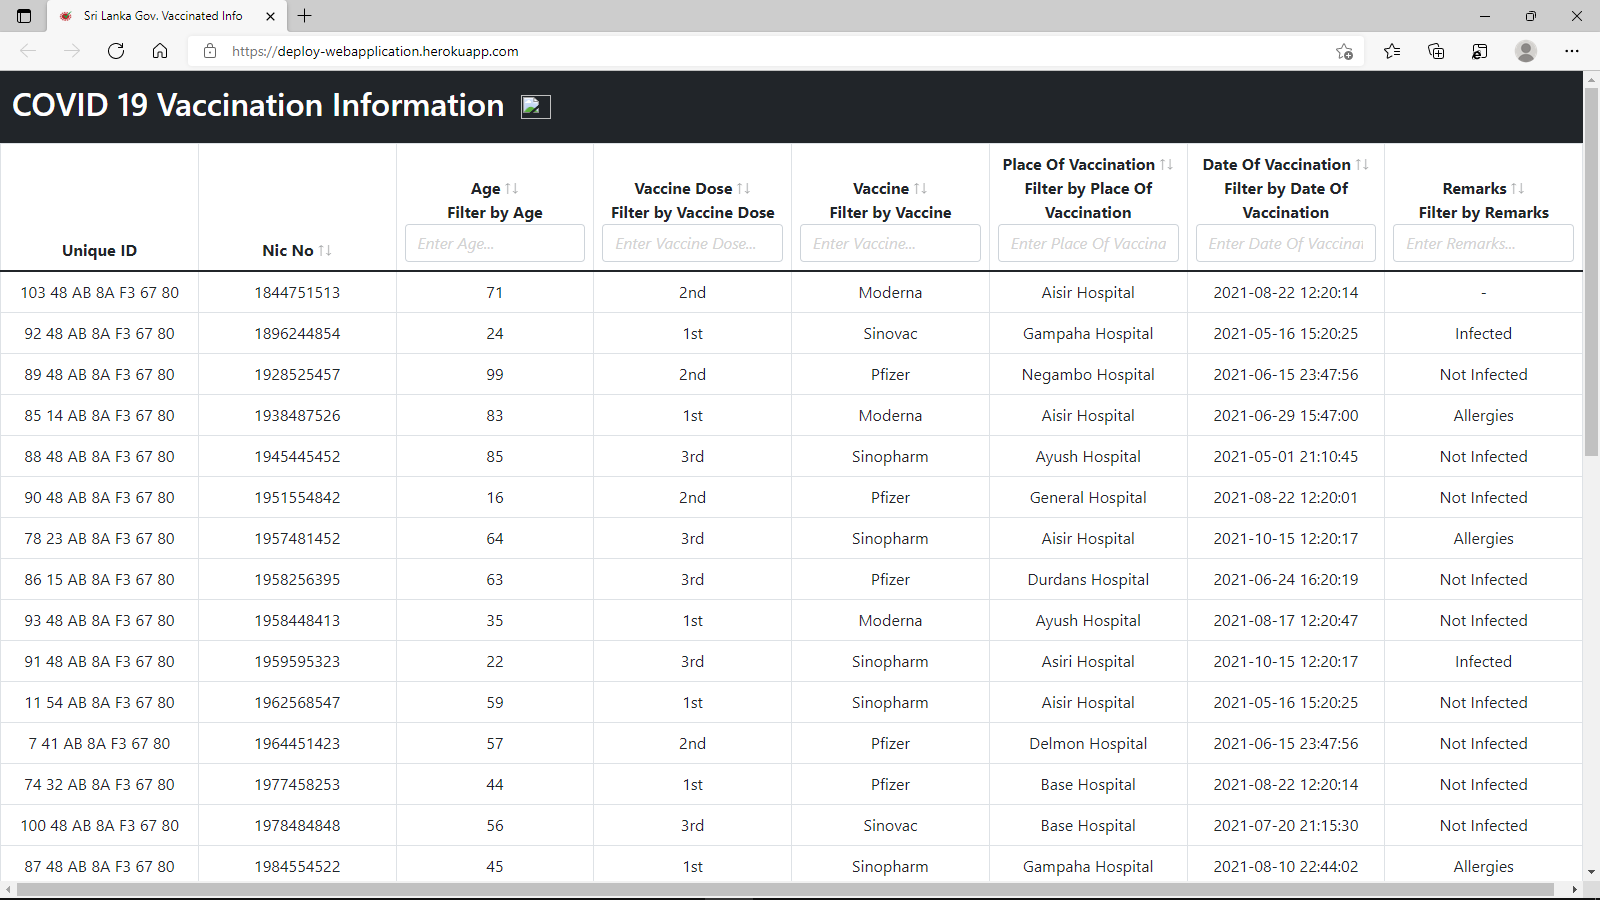 Sri Lanka Gov. Vaccinated Info
https://deploy-webapplication.herokuapp.com
COVID 19 Vaccination Information
Unique ID
Nic No ↑↓
Age ↑↓
Filter by Age
Enter Age...
Vaccine Dose ↑↓
Filter by Vaccine Dose
Enter Vaccine Dose...
Vaccine ↑↓
Filter by Vaccine
Enter Vaccine...
Place Of Vaccination ↑↓
Filter by Place Of
Vaccination
Enter Place Of Vaccina
Date Of Vaccination ↑↓
Filter by Date Of
Vaccination
Enter Date Of Vaccinat
Remarks ↑↓
Filter by Remarks
Enter Remarks...
103 48 AB 8A F3 67 80 1844751513 71 2nd Moderna Aisir Hospital 2021-08-22 12:20:14 -
92 48 AB 8A F3 67 80 1896244854 24 1st Sinovac Gampaha Hospital 2021-05-16 15:20:25 Infected
89 48 AB 8A F3 67 80 1928525457 99 2nd Pfizer Negambo Hospital 2021-06-15 23:47:56 Not Infected
85 14 AB 8A F3 67 80 1938487526 83 1st Moderna Aisir Hospital 2021-06-29 15:47:00 Allergies
88 48 AB 8A F3 67 80 1945445452 85 3rd Sinopharm Ayush Hospital 2021-05-01 21:10:45 Not Infected
90 48 AB 8A F3 67 80 1951554842 16 2nd Pfizer General Hospital 2021-08-22 12:20:01 Not Infected
78 23 AB 8A F3 67 80 1957481452 64 3rd Sinopharm Aisir Hospital 2021-10-15 12:20:17 Allergies
86 15 AB 8A F3 67 80 1958256395 63 3rd Pfizer Durdans Hospital 2021-06-24 16:20:19 Not Infected
93 48 AB 8A F3 67 80 1958448413 35 1st Moderna Ayush Hospital 2021-08-17 12:20:47 Not Infected
91 48 AB 8A F3 67 80 1959595323 22 3rd Sinopharm Asiri Hospital 2021-10-15 12:20:17 Infected
11 54 AB 8A F3 67 80 1962568547 59 1st Sinopharm Aisir Hospital 2021-05-16 15:20:25 Not Infected
7 41 AB 8A F3 67 80 1964451423 57 2nd Pfizer Delmon Hospital 2021-06-15 23:47:56 Not Infected
74 32 AB 8A F3 67 80 1977458253 44 1st Pfizer Base Hospital 2021-08-22 12:20:14 Not Infected
100 48 AB 8A F3 67 80 1978484848 56 3rd Sinovac Base Hospital 2021-07-20 21:15:30 Not Infected
87 48 AB 8A F3 67 80 1984554522 45 1st Sinopharm Gampaha Hospital 2021-08-10 22:44:02 Allergies